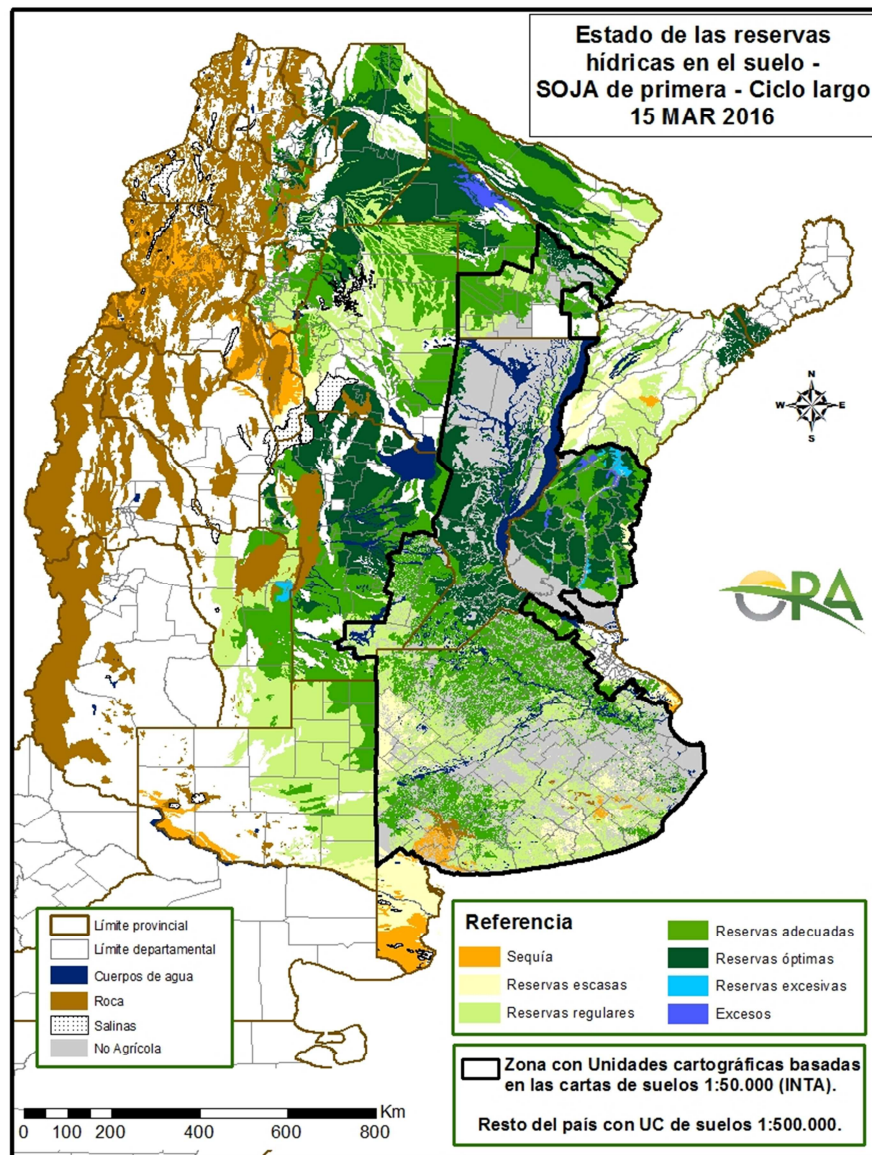 Estado de las reservas
hídricas en el suelo -
SOJA de primera - Ciclo largo
15 MAR 2016
N
W
E
S
ORA
Límite provincial
Límite departamental
Cuerpos de agua
Roca
Salinas
No Agrícola
Referencia
Sequía
Reservas escasas
Reservas regulares
Reservas adecuadas
Reservas óptimas
Reservas excesivas
Excesos
Zona con Unidades cartográficas basadas
en las cartas de suelos 1:50.000 (INTA).
Resto del país con UC de suelos 1:500.000.
Km
0 100 200 400 600 800